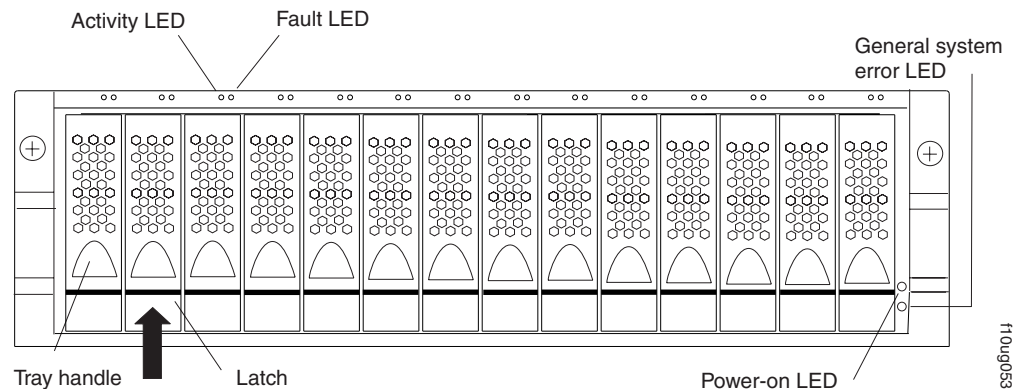 Activity LED
Fault LED
General system
error LED
Tray handle
Latch
Power-on LED
f10ug053